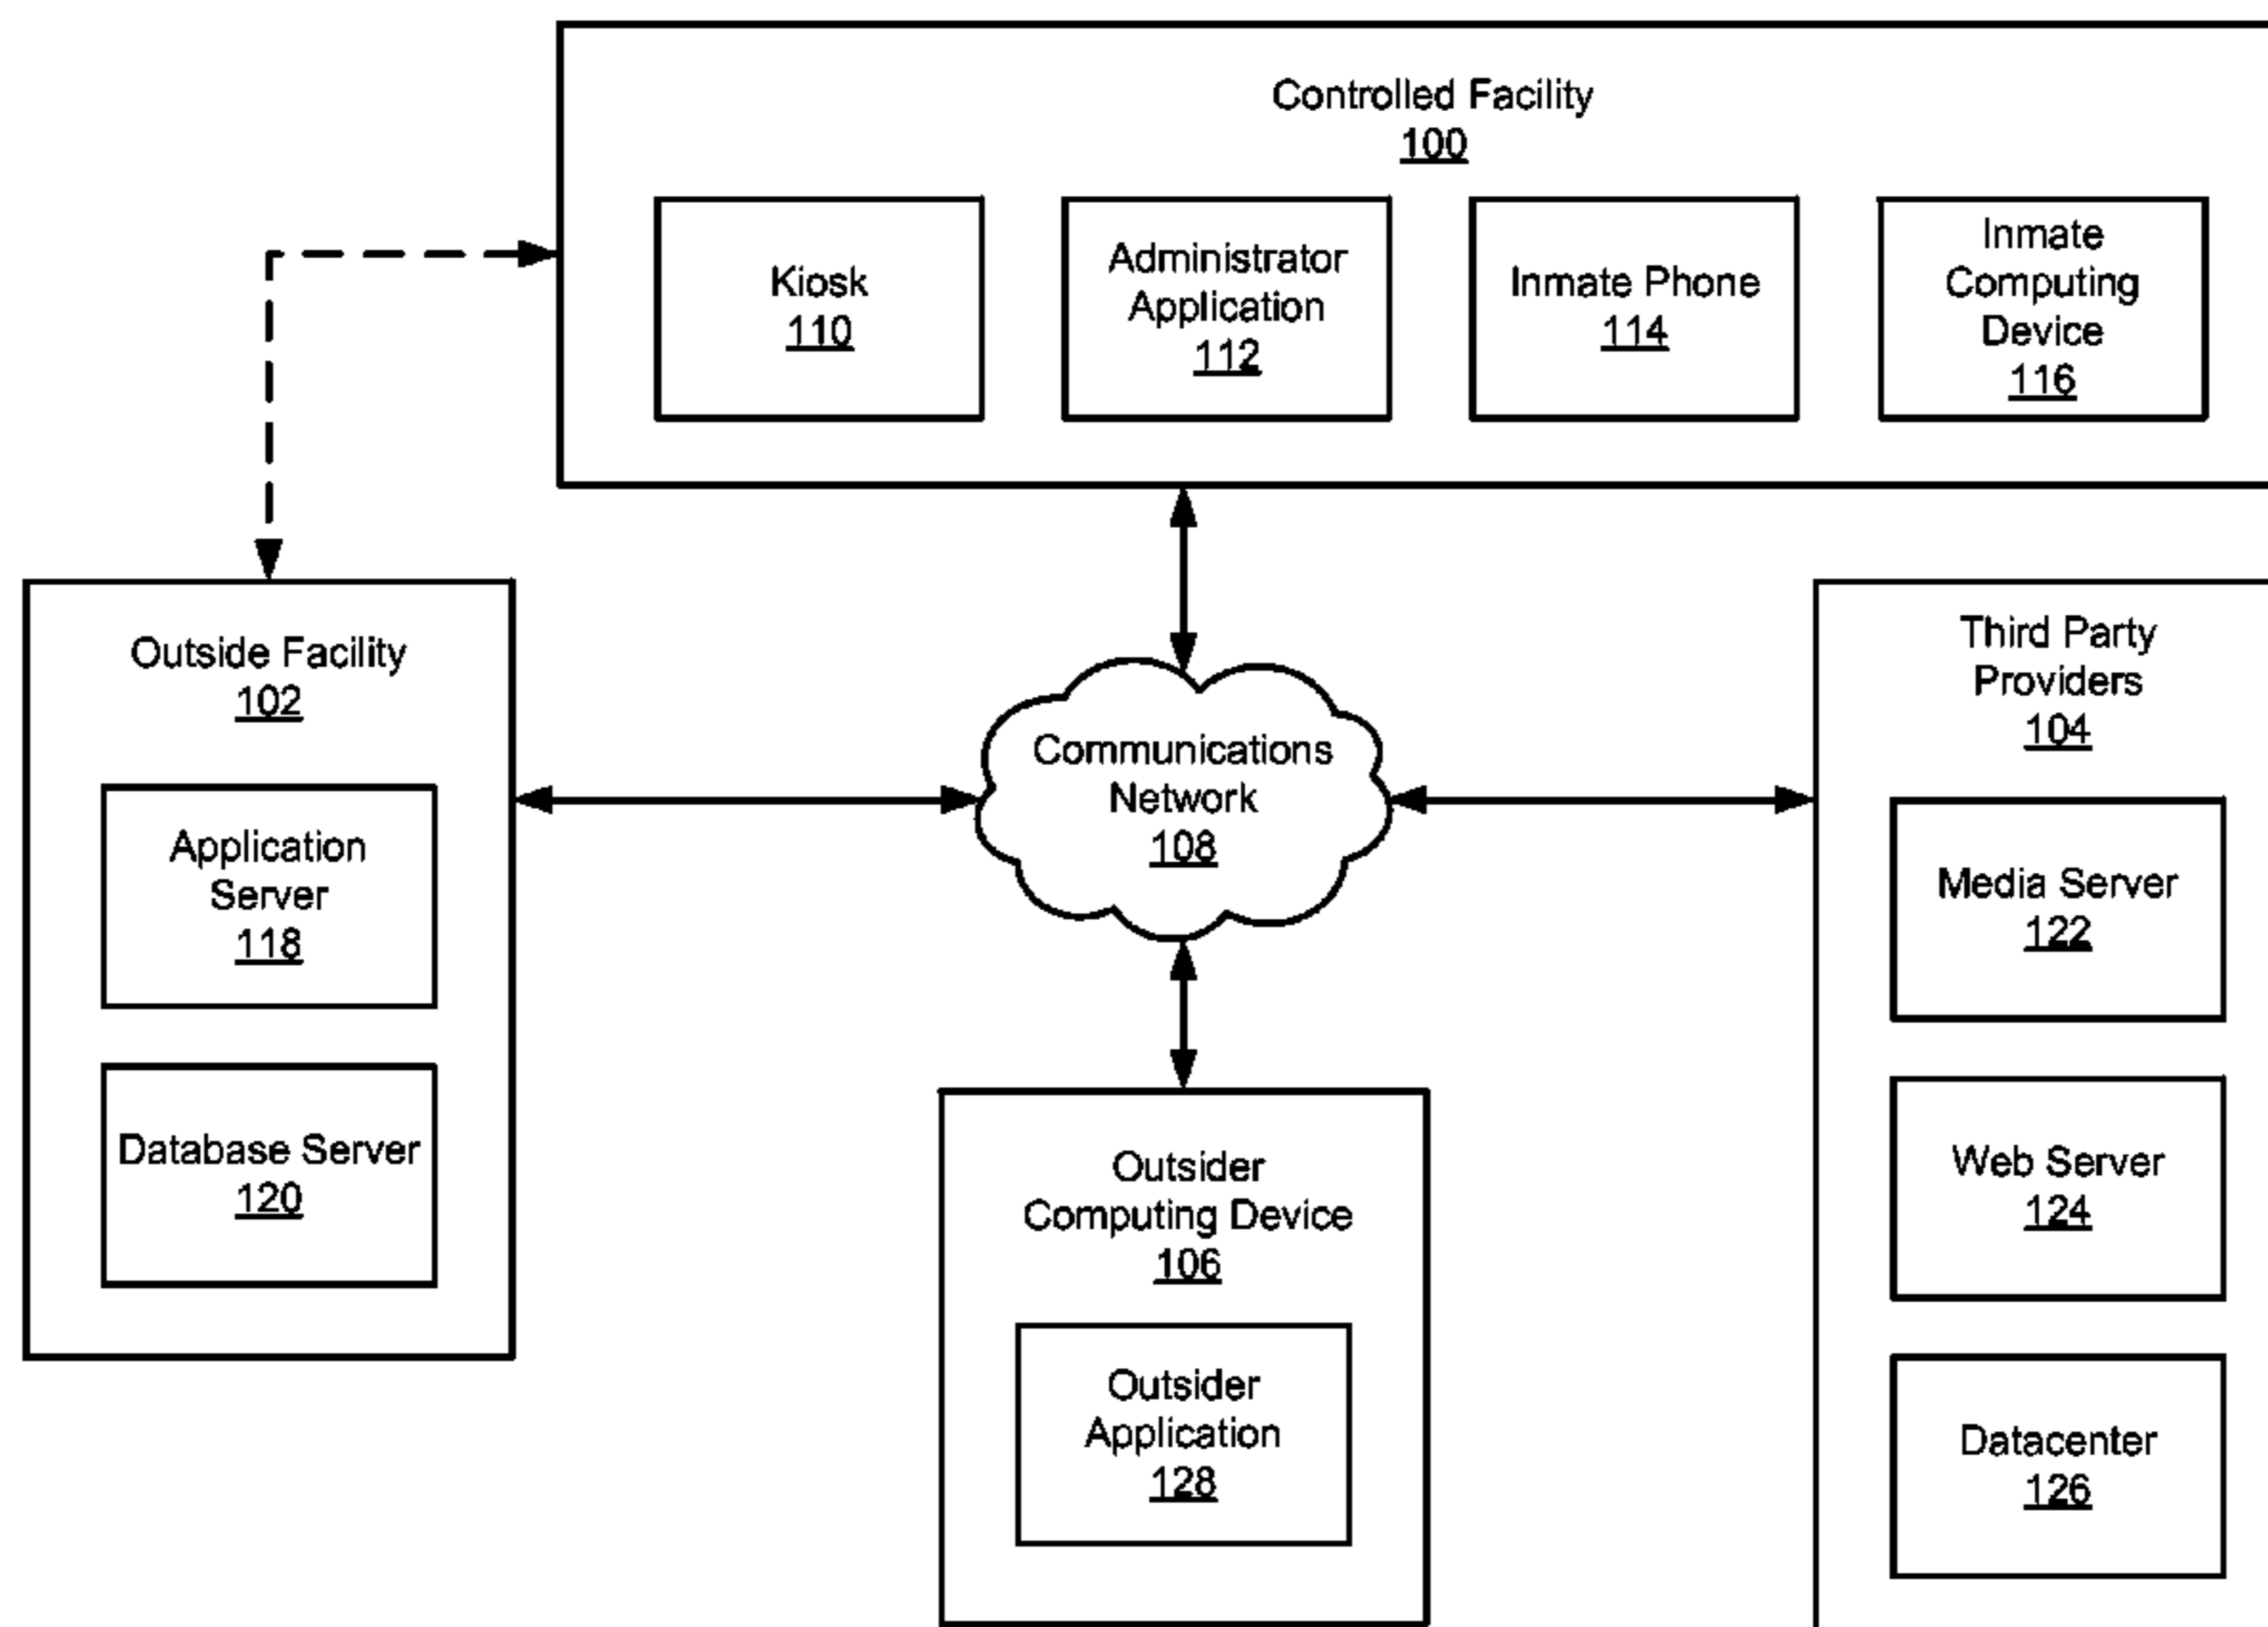 Controlled Facility
100
Kiosk
110
Administrator
Application
112
Inmate Phone
114
Inmate
Computing
Device
116
Outside Facility
102
Application
Server
118
Database Server
120
Communications
Network
108
Outsider
Computing Device
106
Outsider
Application
128
Third Party
Providers
104
Media Server
122
Web Server
124
Datacenter
126